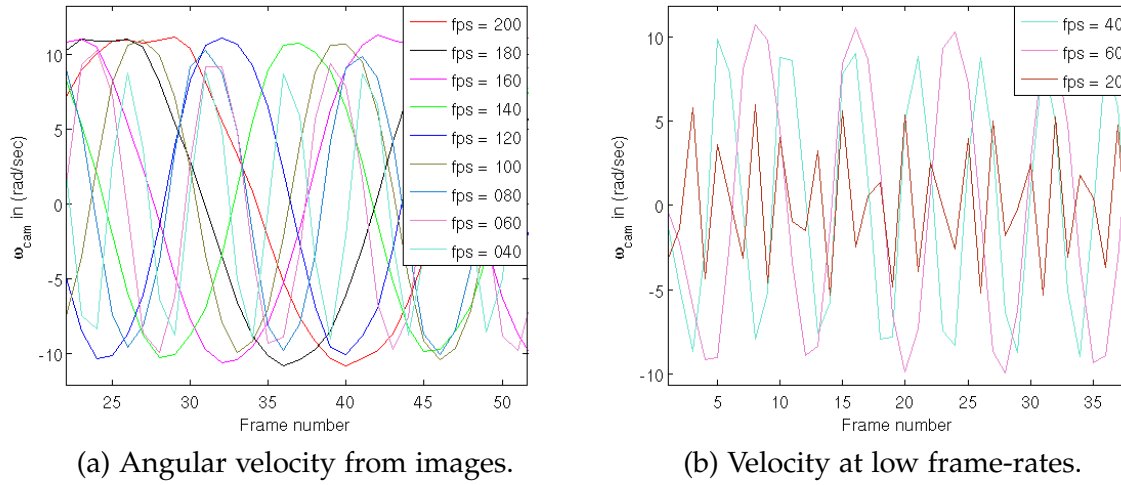 10
5
0
-5
-10
ω_cam in (rad/sec)
25 30 35 40 45 50
Frame number
fps = 200
fps = 180
fps = 160
fps = 140
fps = 120
fps = 100
fps = 080
fps = 060
fps = 040
(a) Angular velocity from images.
10
5
0
-5
-10
ω_cam in (rad/sec)
5 10 15 20 25 30 35
Frame number
fps = 40
fps = 60
fps = 20
(b) Velocity at low frame-rates.